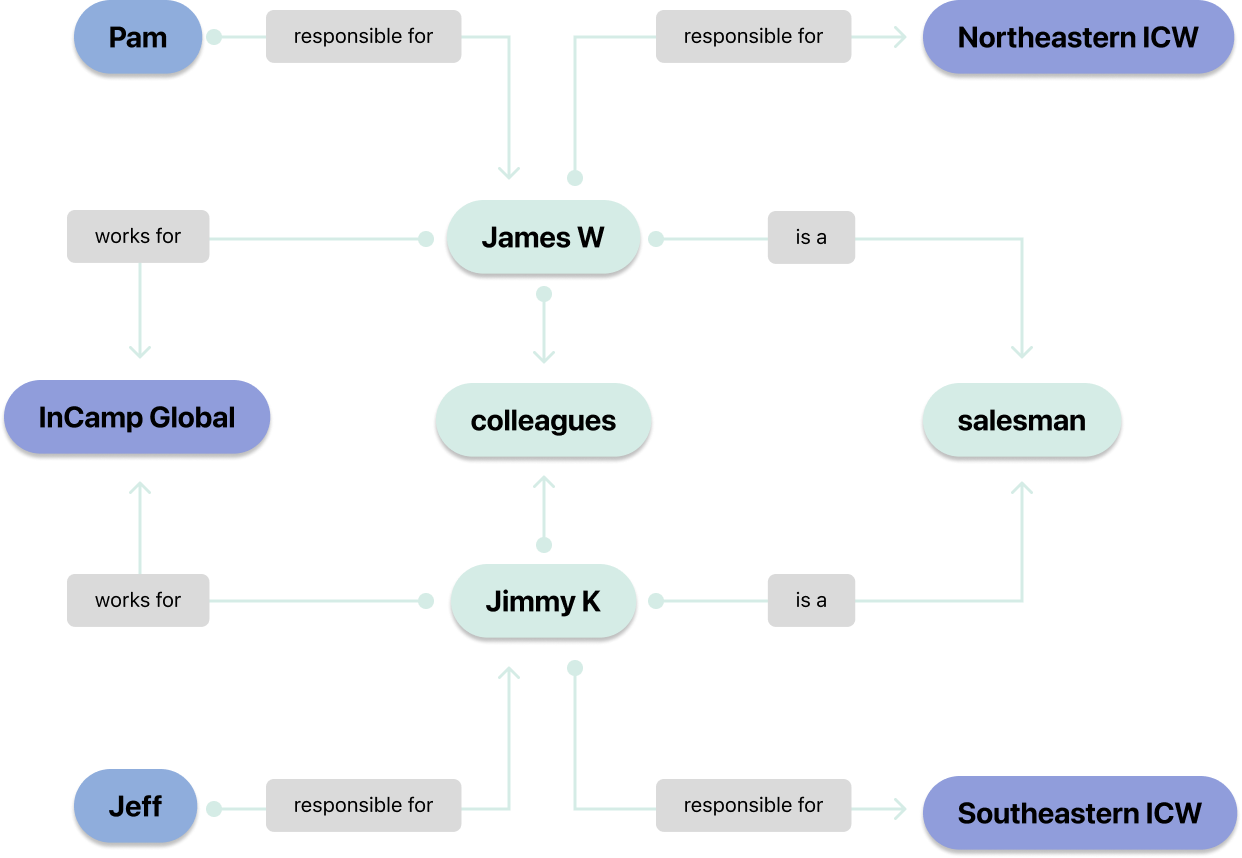 Pam
responsible for
responsible for
Northeastern ICW
works for
James W
is a
InCamp Global
colleagues
salesman
works for
Jimmy K
is a
Jeff
responsible for
responsible for
Southeastern ICW